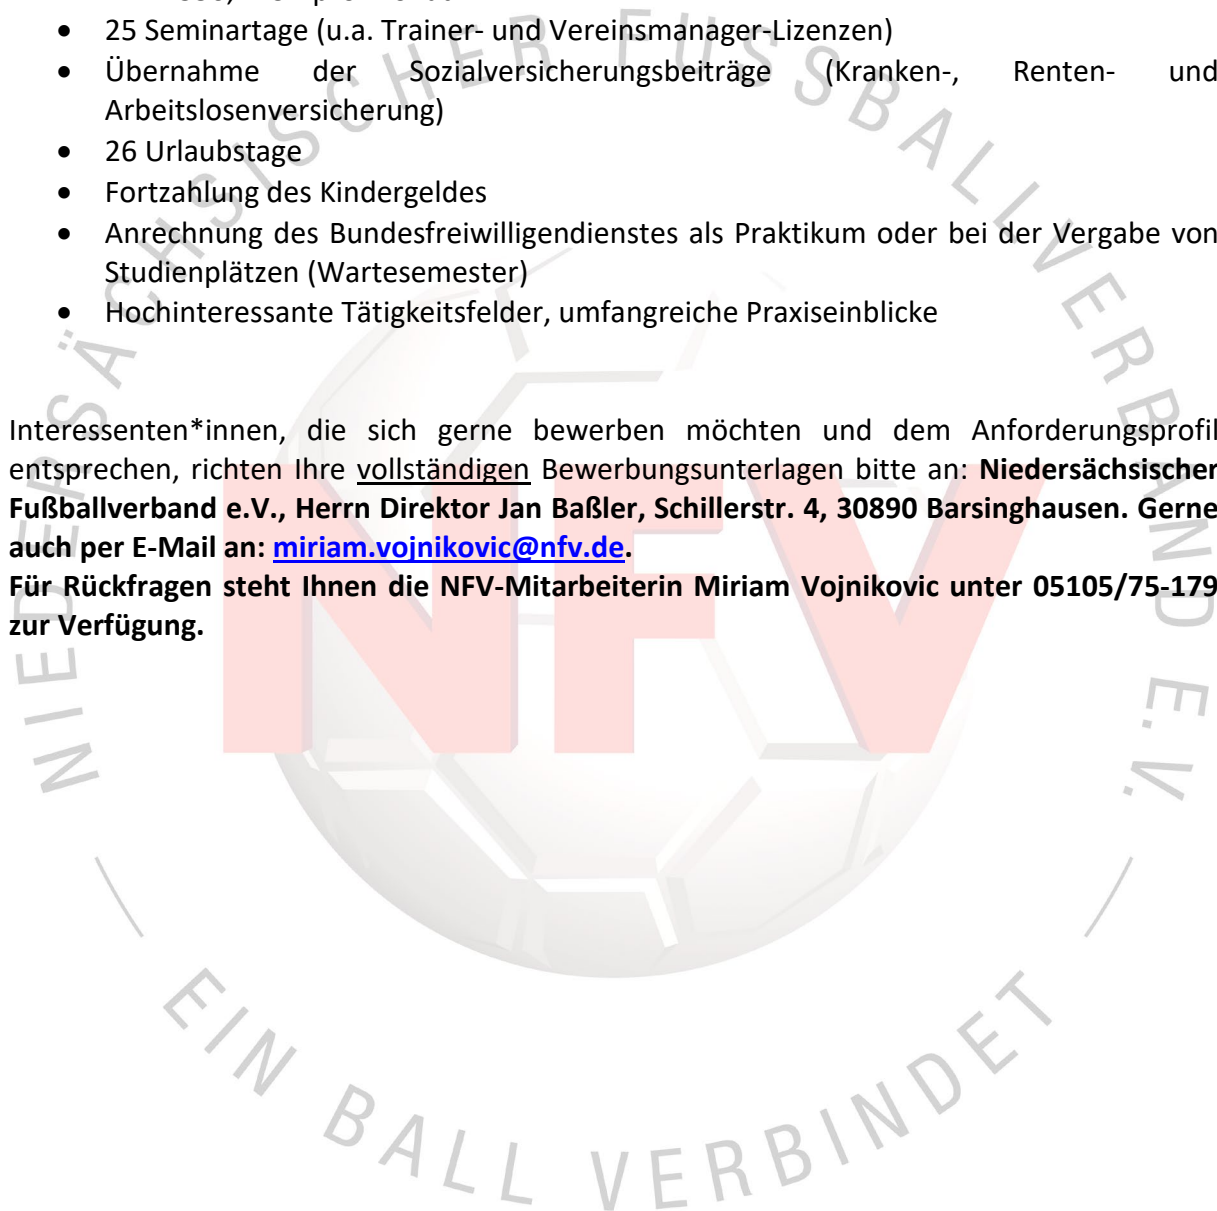 • 25 Seminartage (u.a. Trainer- und Vereinsmanager-Lizenzen)
• Übernahme der Sozialversicherungsbeiträge (Kranken-, Renten- und
Arbeitslosenversicherung)
• 26 Urlaubstage
• Fortzahlung des Kindergeldes
• Anrechnung des Bundesfreiwilligendienstes als Praktikum oder bei der Vergabe von
Studienplätzen (Wartesemester)
• Hochinteressante Tätigkeitsfelder, umfangreiche Praxiseinblicke
Interessenten*innen, die sich gerne bewerben möchten und dem Anforderungsprofil
entsprechen, richten Ihre vollständigen Bewerbungsunterlagen bitte an: Niedersächsischer
Fußballverband e.V., Herrn Direktor Jan Baßler, Schillerstr. 4, 30890 Barsinghausen. Gerne
auch per E-Mail an: miriam.vojnikovic@nfv.de.
Für Rückfragen steht Ihnen die NFV-Mitarbeiterin Miriam Vojnikovic unter 05105/75-179
zur Verfügung.
NIEDERSÄCHSISCHER FUSSBALLVERBAND E.V.
NFV
— EIN BALL VERBINDET —